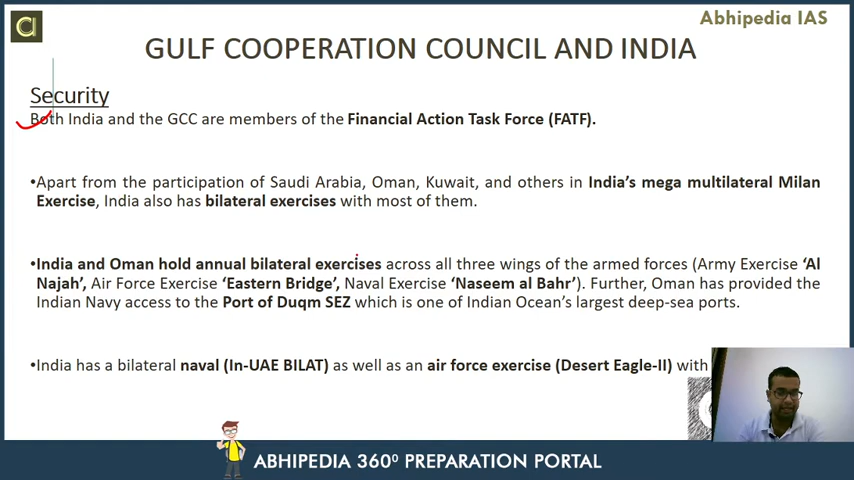 Abhipedia IAS
GULF COOPERATION COUNCIL AND INDIA
Security
Both India and the GCC are members of the Financial Action Task Force (FATF).
•Apart from the participation of Saudi Arabia, Oman, Kuwait, and others in India's mega multilateral Milan
Exercise, India also has bilateral exercises with most of them.
•India and Oman hold annual bilateral exercises across all three wings of the armed forces (Army Exercise 'Al
Najah', Air Force Exercise 'Eastern Bridge', Naval Exercise 'Naseem al Bahr'). Further, Oman has provided the
Indian Navy access to the Port of Duqm SEZ which is one of Indian Ocean's largest deep-sea ports.
•India has a bilateral naval (In-UAE BILAT) as well as an air force exercise (Desert Eagle-II) with
ABHIPEDIA 360⁰ PREPARATION PORTAL